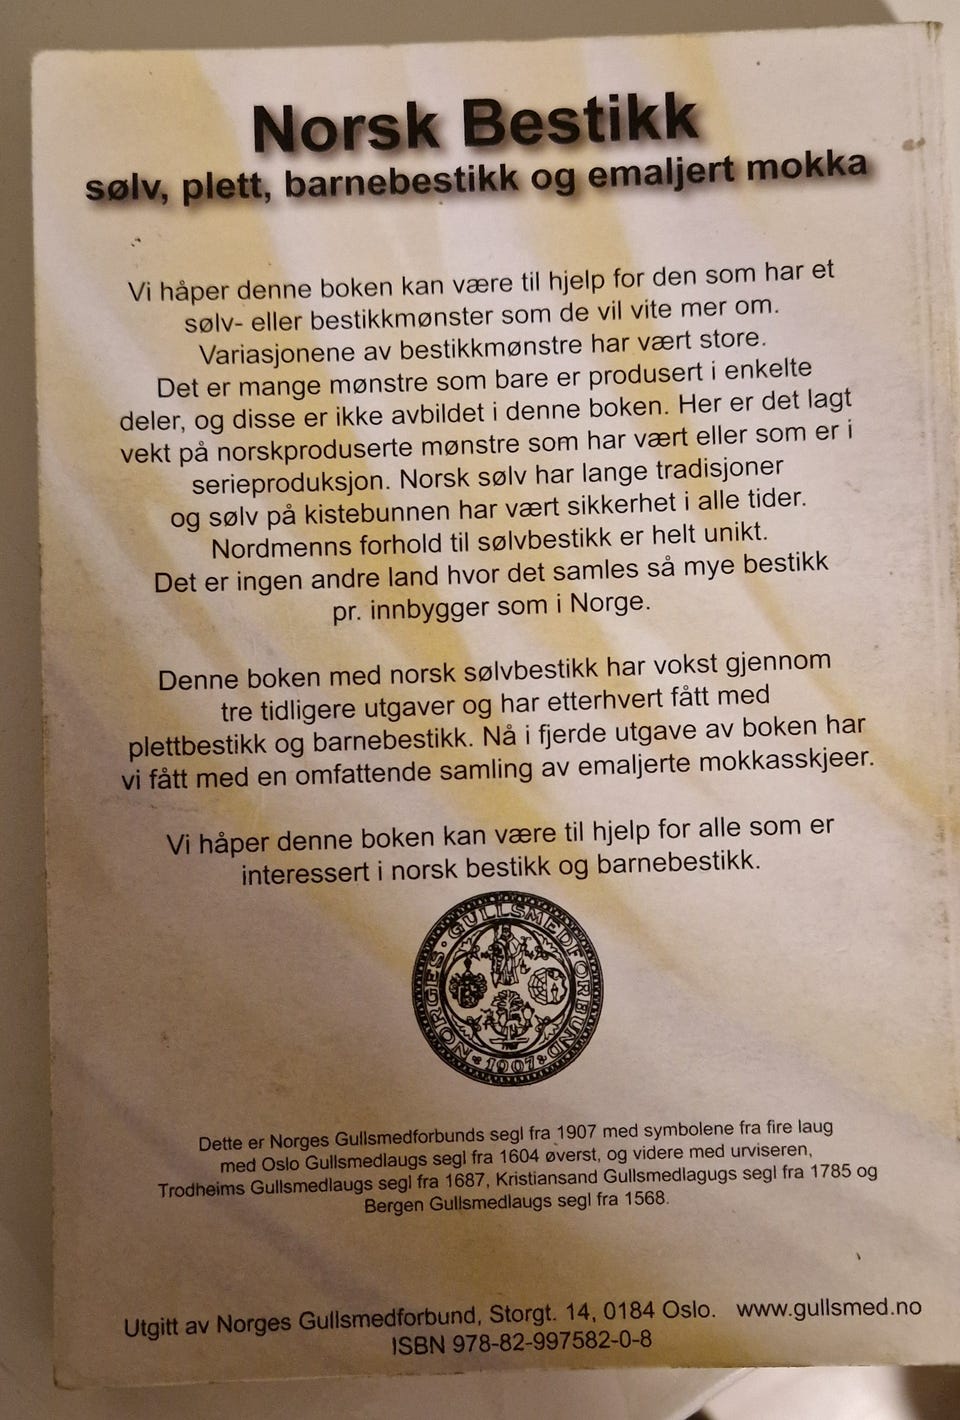 Norsk Bestikk
sølv, plett, barnebestikk og emaljert mokka
Vi håper denne boken kan være til hjelp for den som har et
sølv- eller bestikkmønster som de vil vite mer om.
Variasjonene av bestikkmønstre har vært store.
Det er mange mønstre som bare er produsert i enkelte
deler, og disse er ikke avbildet i denne boken. Her er det lagt
vekt på norskproduserte mønstre som har vært eller som er i
serieproduksjon. Norsk sølv har lange tradisjoner
og sølv på kistebunnen har vært sikkerhet i alle tider.
Nordmenns forhold til sølvbestikk er helt unikt.
Det er ingen andre land hvor det samles så mye bestikk
pr. innbygger som i Norge.
Denne boken med norsk sølvbestikk har vokst gjennom
tre tidligere utgaver og har etterhvert fått med
plettbestikk og barnebestikk. Nå i fjerde utgave av boken har
vi fått med en omfattende samling av emaljerte mokkasskjeer.
Vi håper denne boken kan være til hjelp for alle som er
interessert i norsk bestikk og barnebestikk.
NORGES · GULLSMEDFORBUND
1907
Dette er Norges Gullsmedforbunds segl fra 1907 med symbolene fra fire laug
med Oslo Gullsmedlaugs segl fra 1604 øverst, og videre med urviseren,
Trodheims Gullsmedlaugs segl fra 1687, Kristiansand Gullsmedlagugs segl fra 1785 og
Bergen Gullsmedlaugs segl fra 1568.
Utgitt av Norges Gullsmedforbund, Storgt. 14, 0184 Oslo. www.gullsmed.no
ISBN 978-82-997582-0-8